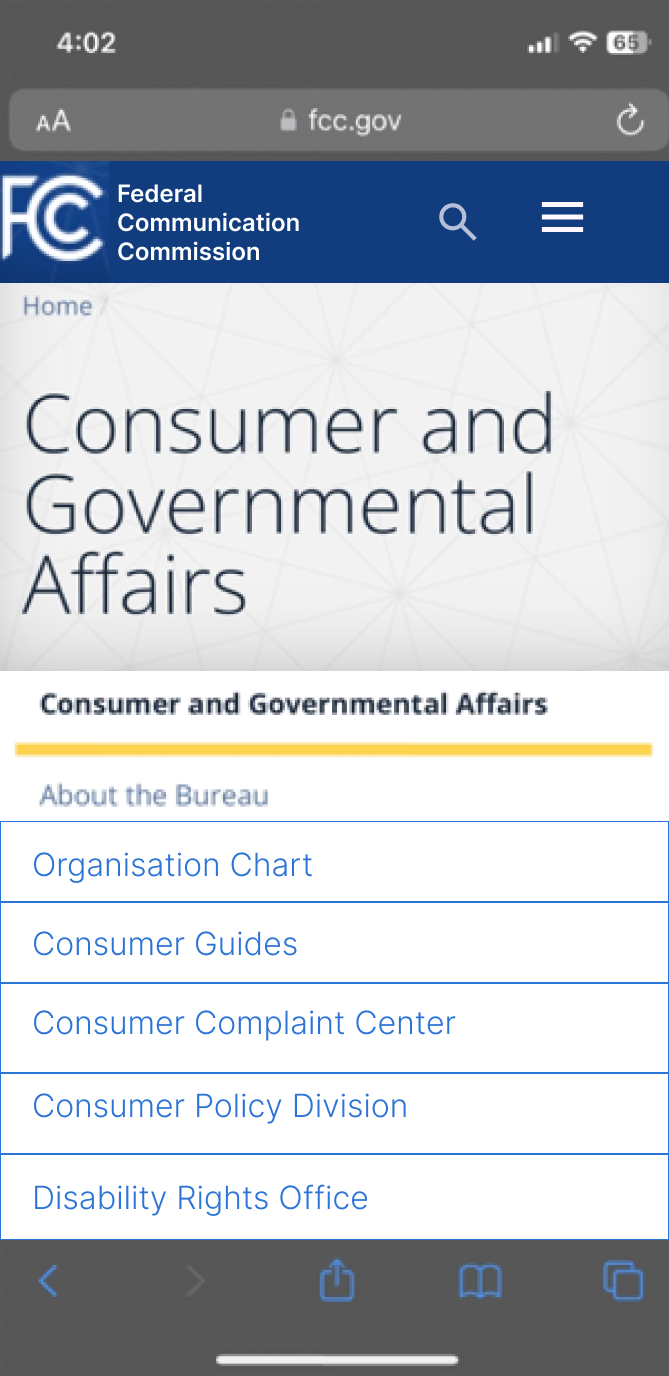 4:02
65
AA
fcc.gov
FCC
Federal
Communication
Commission
Home /
Consumer and
Governmental
Affairs
Consumer and Governmental Affairs
About the Bureau
Organisation Chart
Consumer Guides
Consumer Complaint Center
Consumer Policy Division
Disability Rights Office